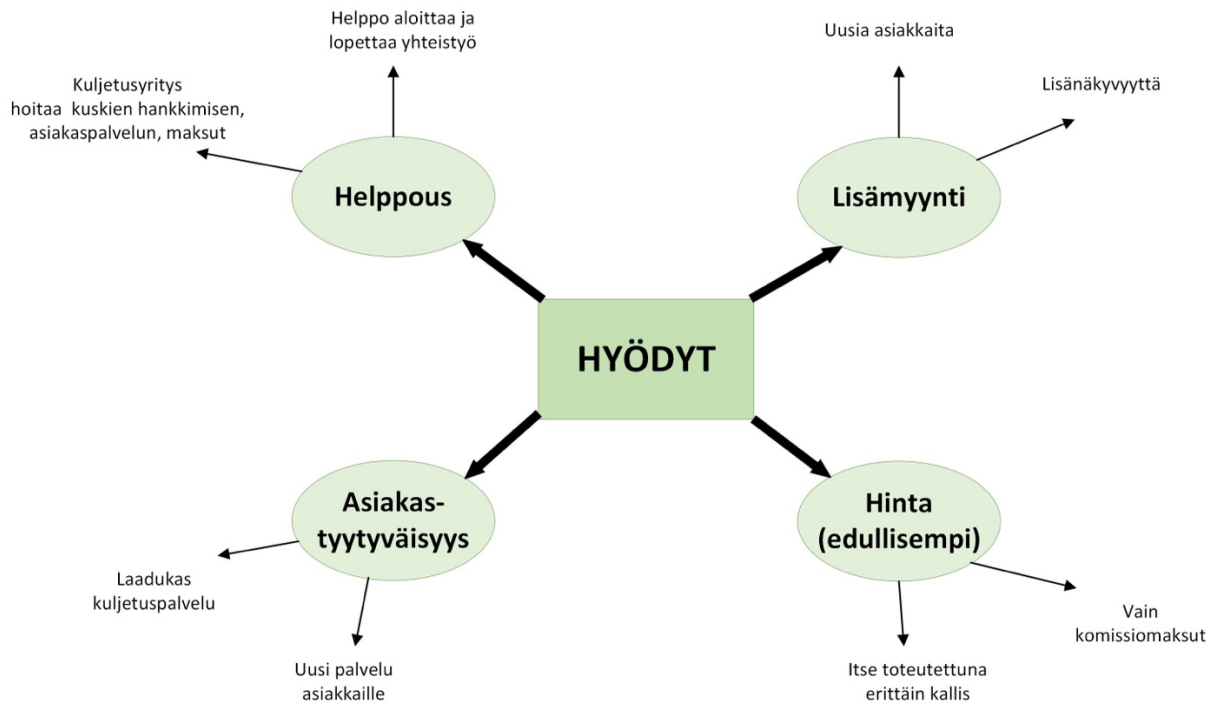 Helppo aloittaa ja
lopettaa yhteistyö
Kuljetusyritys
hoitaa kuskien hankkimisen,
asiakaspalvelun, maksut
Helppous
Uusia asiakkaita
Lisänäkyvyyttä
Lisämyynti
HYÖDYT
Asiakas-
tyytyväisyys
Laadukas
kuljetuspalvelu
Uusi palvelu
asiakkaille
Hinta
(edullisempi)
Itse toteutettuna
erittäin kallis
Vain
komissiomaksut